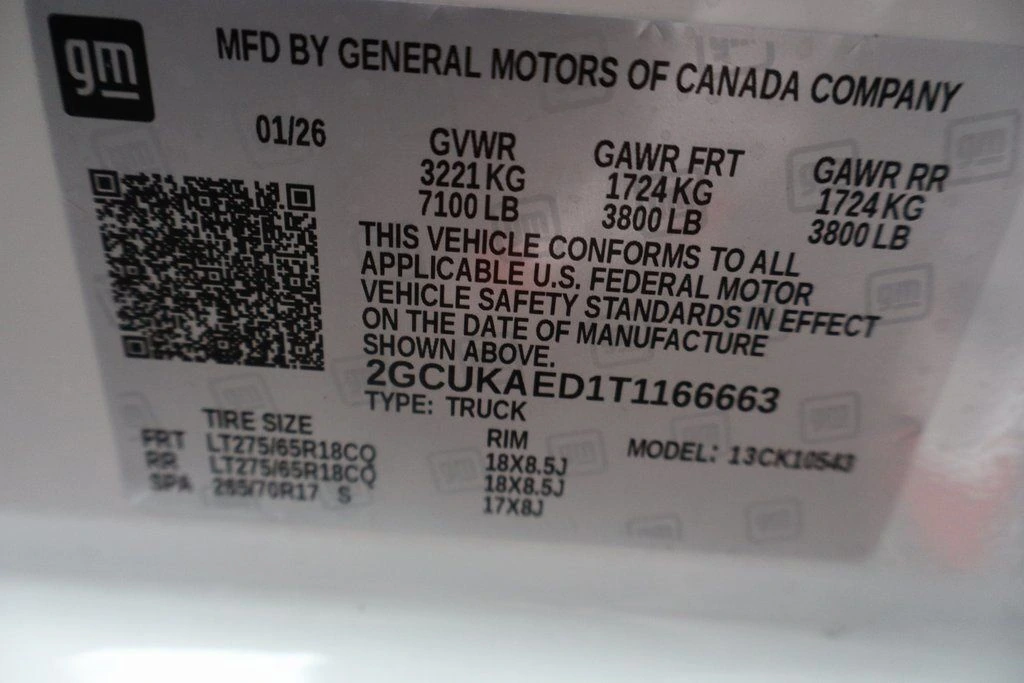 gm
MFD BY GENERAL MOTORS OF CANADA COMPANY
01/26
GVWR
3221 KG
7100 LB
GAWR FRT
1724 KG
3800 LB
GAWR RR
1724 KG
3800 LB
THIS VEHICLE CONFORMS TO ALL
APPLICABLE U.S. FEDERAL MOTOR
VEHICLE SAFETY STANDARDS IN EFFECT
ON THE DATE OF MANUFACTURE
SHOWN ABOVE.
2GCUKAED1T1166663
TYPE: TRUCK
MODEL: 13CK10543
TIRE SIZE
RIM
FRT LT275/65R18CQ 18X8.5J
RR LT275/65R18CQ 18X8.5J
SPA 265/70R17 S 17X8J